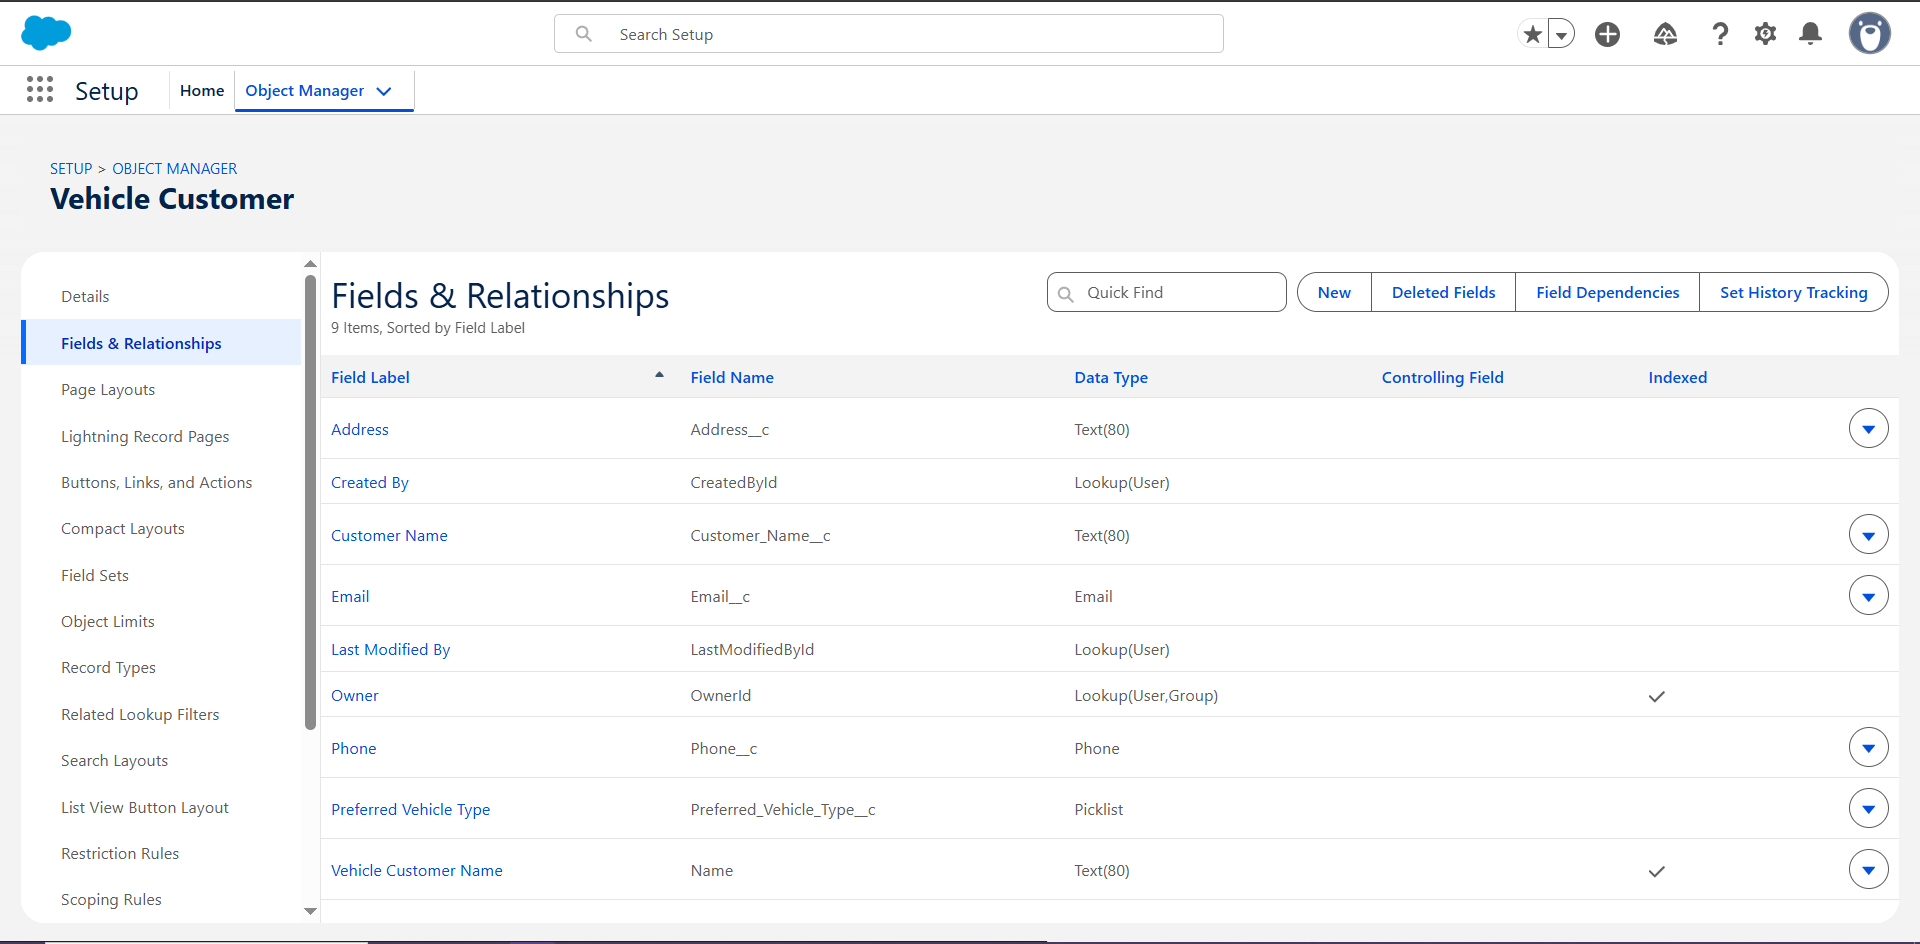 Search Setup
Setup
Home
Object Manager
SETUP > OBJECT MANAGER
Vehicle Customer
Details
Fields & Relationships
Page Layouts
Lightning Record Pages
Buttons, Links, and Actions
Compact Layouts
Field Sets
Object Limits
Record Types
Related Lookup Filters
Search Layouts
List View Button Layout
Restriction Rules
Scoping Rules
Fields & Relationships
9 Items, Sorted by Field Label
Quick Find
New
Deleted Fields
Field Dependencies
Set History Tracking
Field Label Field Name Data Type Controlling Field Indexed
Address Address__c Text(80)
Created By CreatedById Lookup(User)
Customer Name Customer_Name__c Text(80)
Email Email__c Email
Last Modified By LastModifiedById Lookup(User)
Owner OwnerId Lookup(User,Group)
Phone Phone__c Phone
Preferred Vehicle Type Preferred_Vehicle_Type__c Picklist
Vehicle Customer Name Name Text(80)